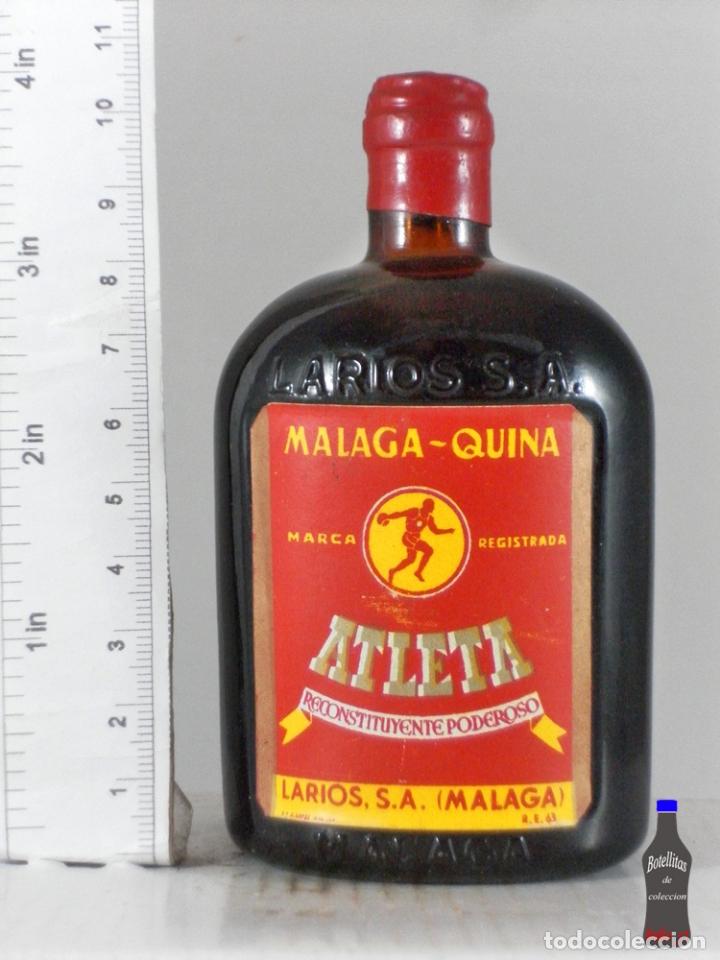 LARIOS S.A.
MALAGA-QUINA
MARCA REGISTRADA
ATLETA
RECONSTITUYENTE PODEROSO
LARIOS, S.A. (MALAGA)
R.E. 63
MALAGA
4 in
3 in
2 in
1 in
11
10
9
8
7
6
5
4
3
2
1
Botellitas
de
coleccion
todocoleccion